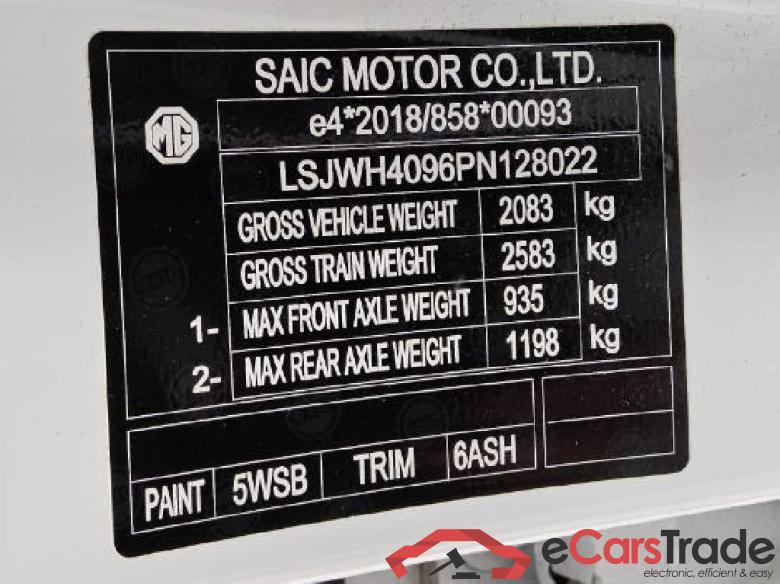 SAIC MOTOR CO.,LTD.
MG
e4*2018/858*00093
LSJWH4096PN128022
GROSS VEHICLE WEIGHT 2083 kg
GROSS TRAIN WEIGHT 2583 kg
1- MAX FRONT AXLE WEIGHT 935 kg
2- MAX REAR AXLE WEIGHT 1198 kg
PAINT 5WSB TRIM 6ASH
eCarsTrade
electronic, efficient & easy